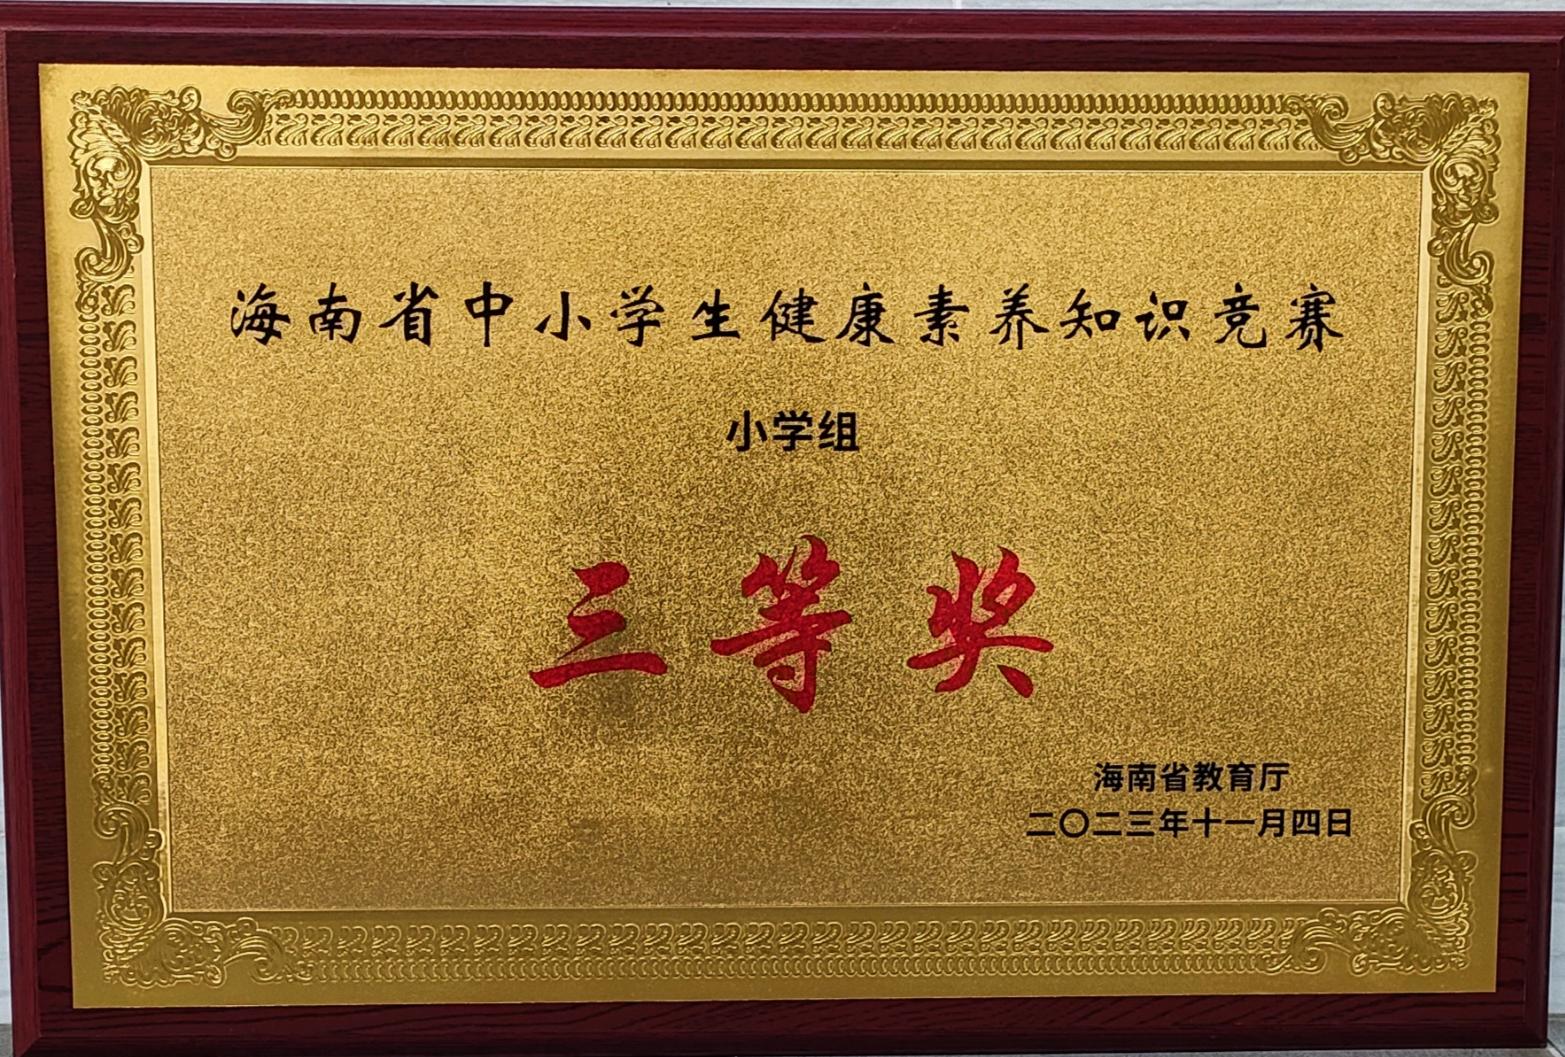 海南省中小学生健康素养知识竞赛
小学组
三等奖
海南省教育厅
二〇二三年十一月四日